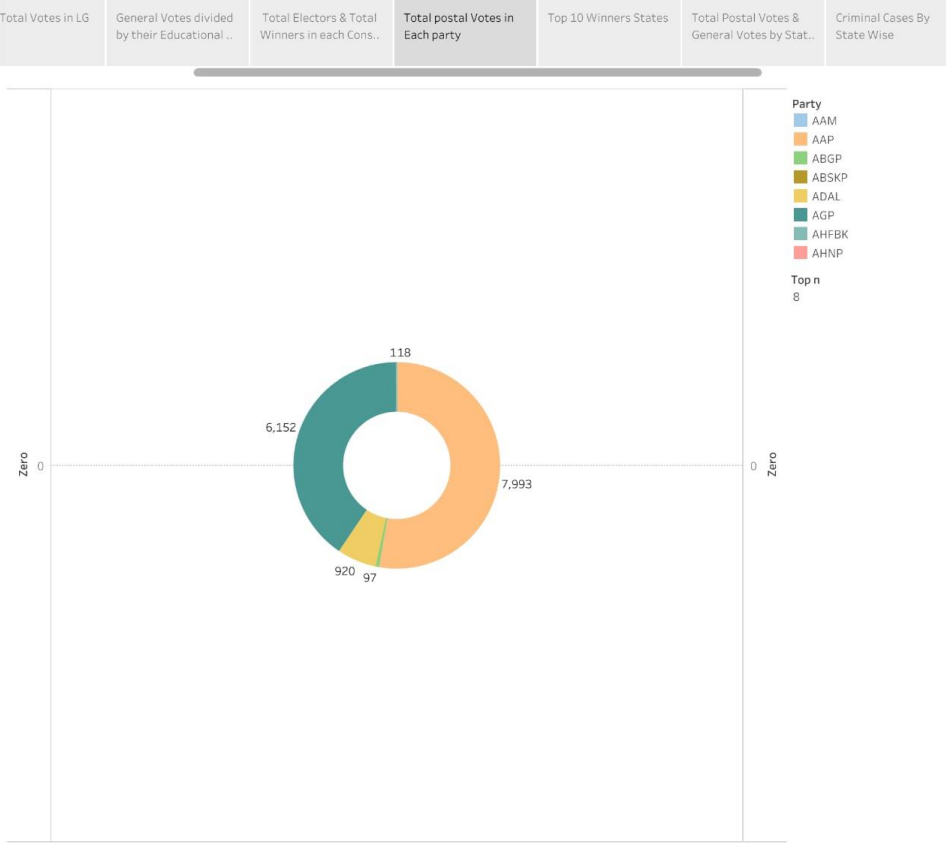 Total Votes in LG
General Votes divided
by their Educational ..
Total Electors & Total
Winners in each Cons..
Total postal Votes in
Each party
Top 10 Winners States
Total Postal Votes &
General Votes by Stat..
Criminal Cases By
State Wise
Party
AAM
AAP
ABGP
ABSKP
ADAL
AGP
AHFBK
AHNP
Top n
8
118
6,152
7,993
920
97
Zero
0
0
Zero